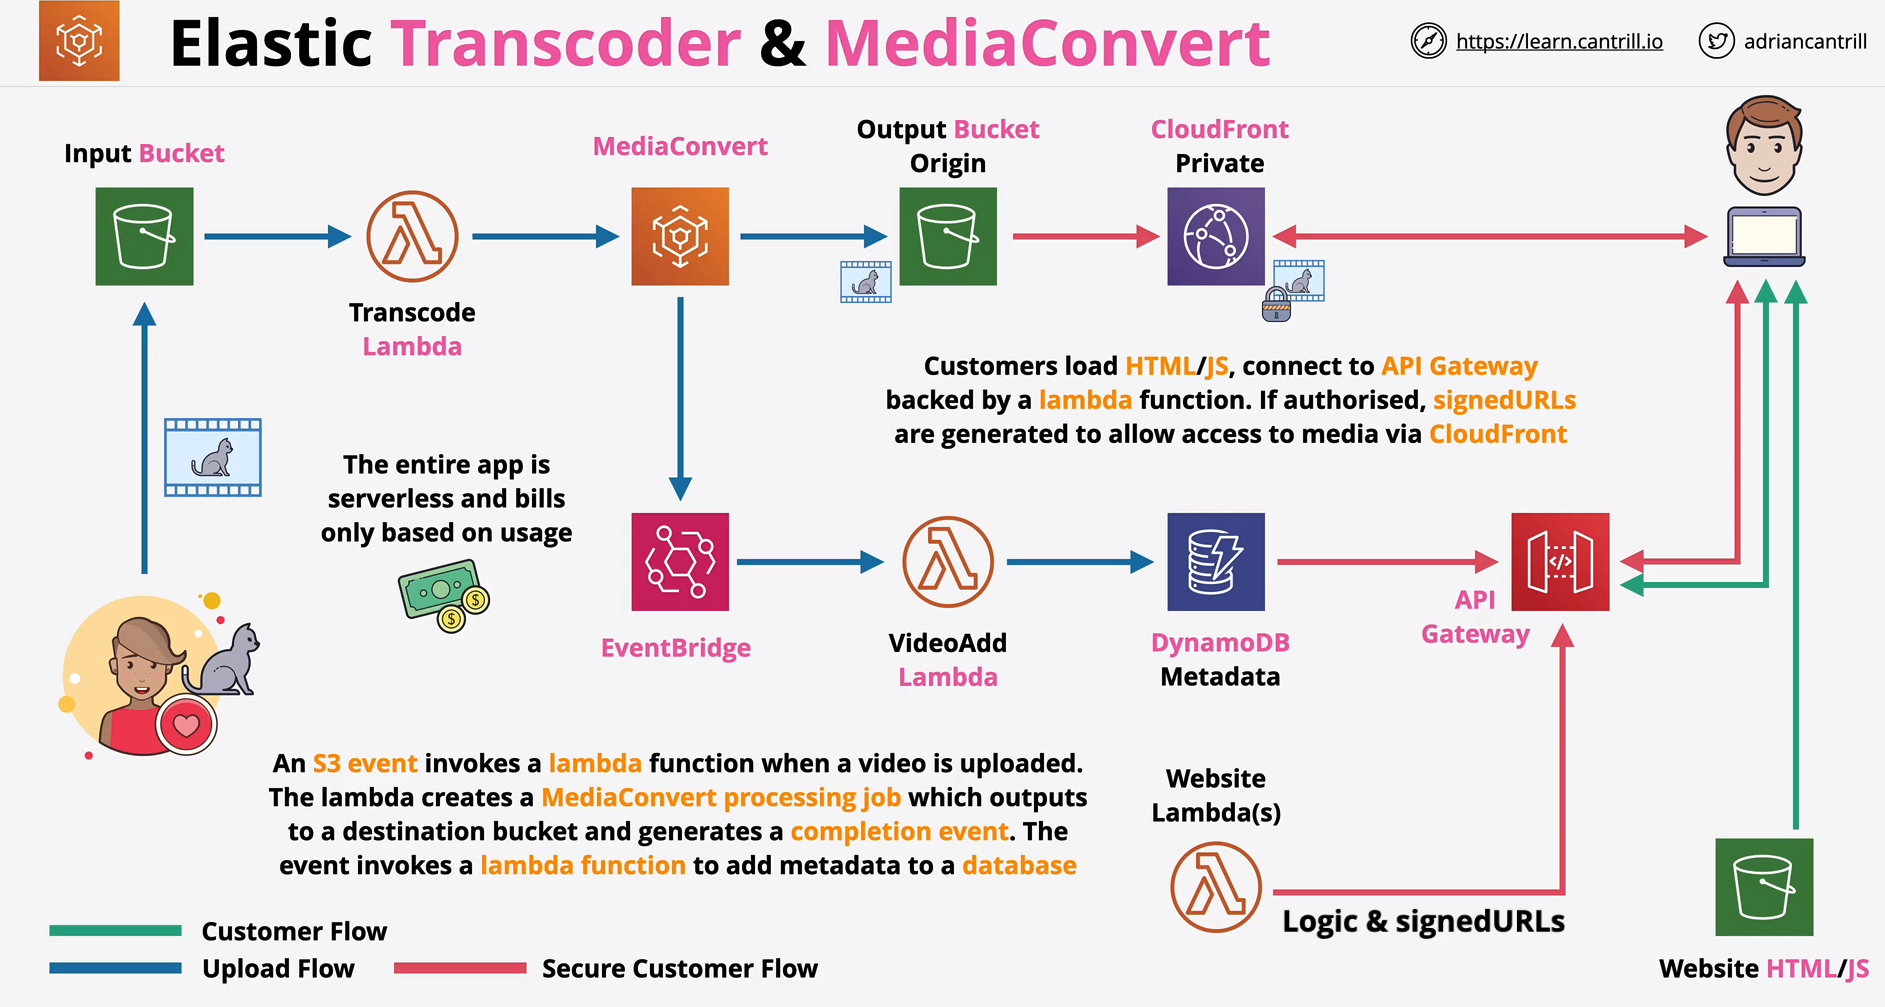 Elastic Transcoder & MediaConvert
https://learn.cantrill.io
adriancantrill
Input Bucket
MediaConvert
Output Bucket
Origin
CloudFront
Private
Transcode
Lambda
Customers load HTML/JS, connect to API Gateway
backed by a lambda function. If authorised, signedURLs
are generated to allow access to media via CloudFront
The entire app is
serverless and bills
only based on usage
$
$
EventBridge
VideoAdd
Lambda
DynamoDB
Metadata
</>
API
Gateway
An S3 event invokes a lambda function when a video is uploaded.
The lambda creates a MediaConvert processing job which outputs
to a destination bucket and generates a completion event. The
event invokes a lambda function to add metadata to a database
Website
Lambda(s)
Logic & signedURLs
Website HTML/JS
Customer Flow
Upload Flow
Secure Customer Flow